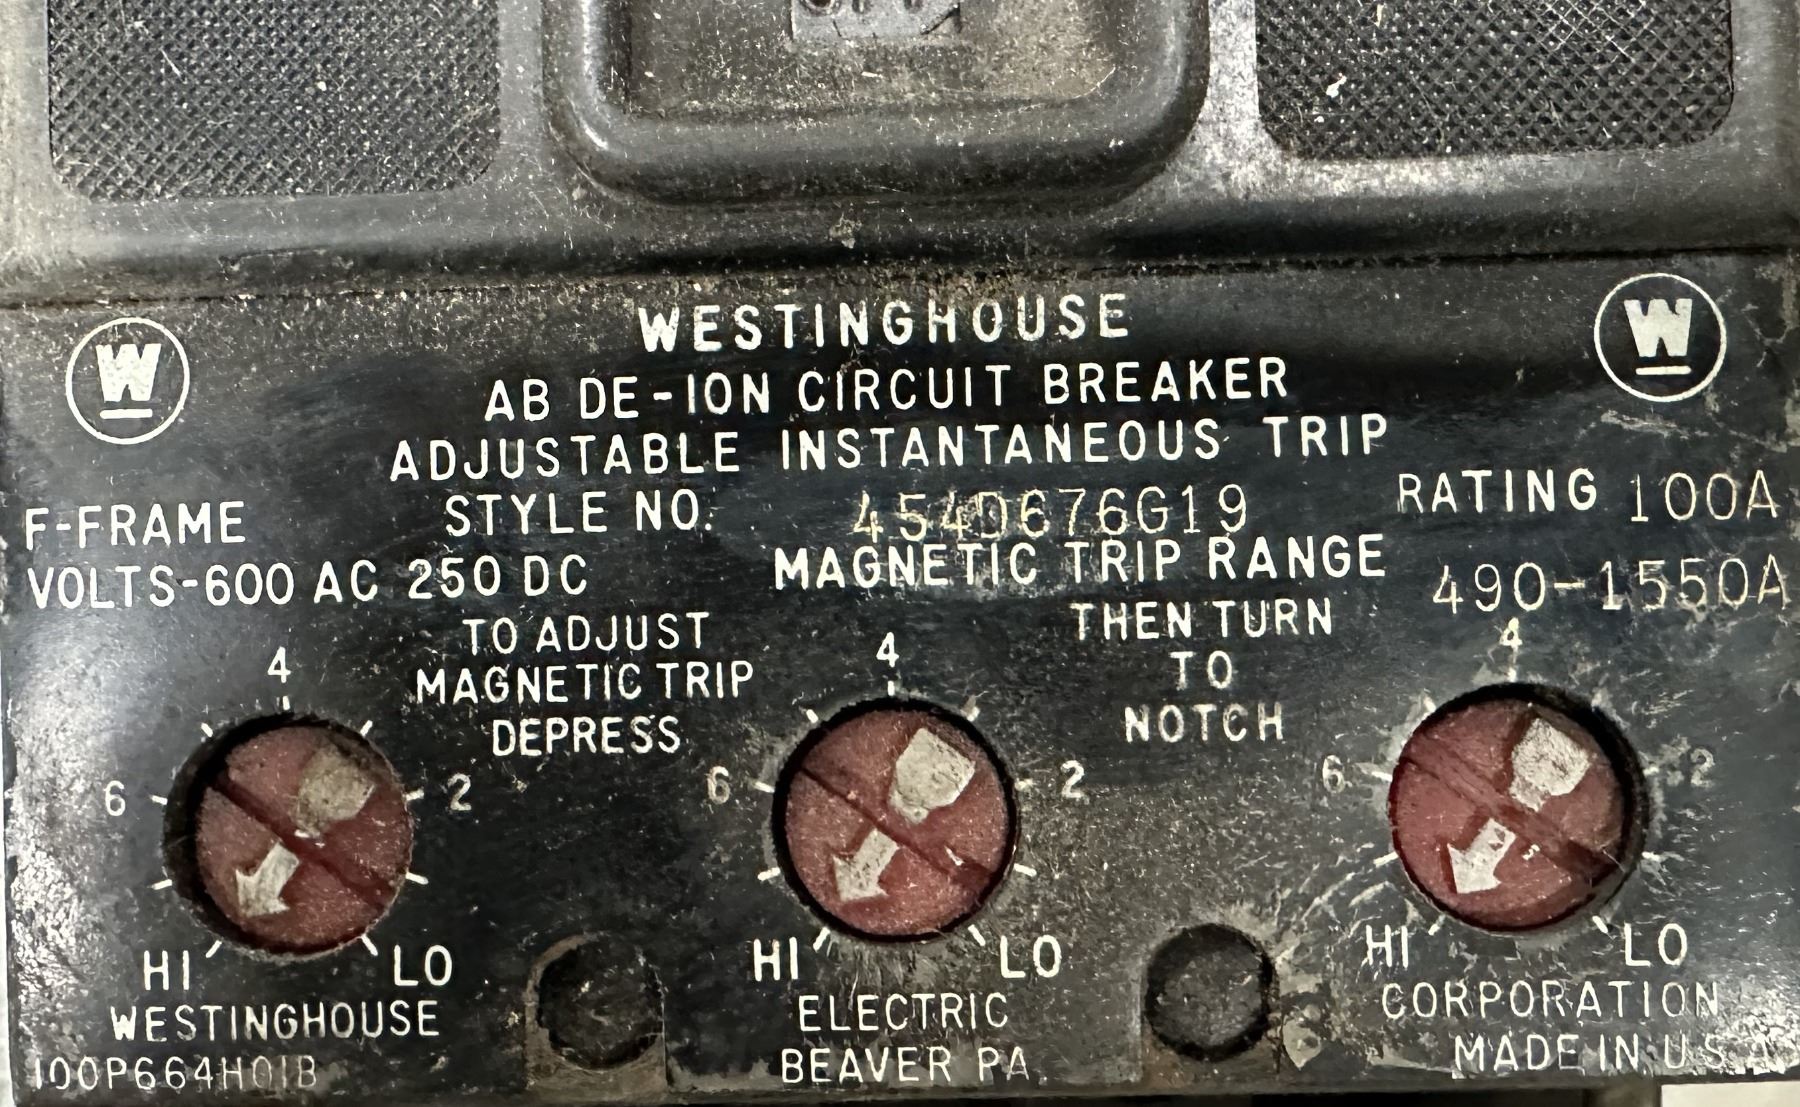 OFF
W W
WESTINGHOUSE
AB DE-ION CIRCUIT BREAKER
ADJUSTABLE INSTANTANEOUS TRIP
F-FRAME STYLE NO. 454D676G19 RATING 100A
VOLTS-600 AC 250 DC MAGNETIC TRIP RANGE 490-1550A
TO ADJUST THEN TURN
MAGNETIC TRIP TO
DEPRESS NOTCH
4 4 4
6 2 6 2 6 2
HI LO HI LO HI LO
WESTINGHOUSE ELECTRIC CORPORATION
100P664H01B BEAVER PA. MADE IN U.S.A.